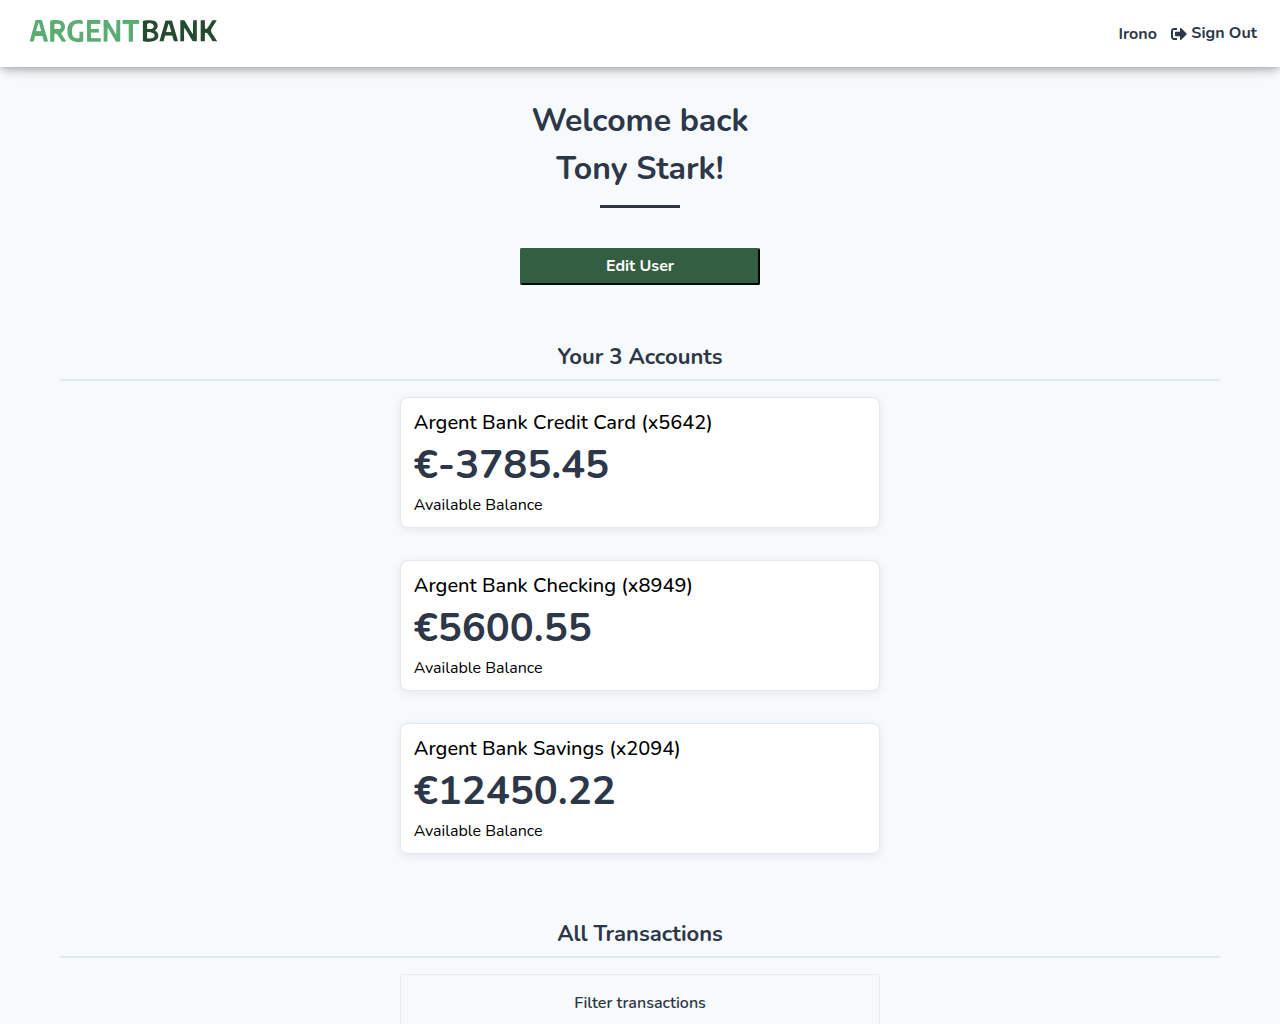 ARGENTBANK
Irono Sign Out
Welcome back
Tony Stark!
Edit User
Your 3 Accounts
Argent Bank Credit Card (x5642)
€-3785.45
Available Balance
Argent Bank Checking (x8949)
€5600.55
Available Balance
Argent Bank Savings (x2094)
€12450.22
Available Balance
All Transactions
Filter transactions